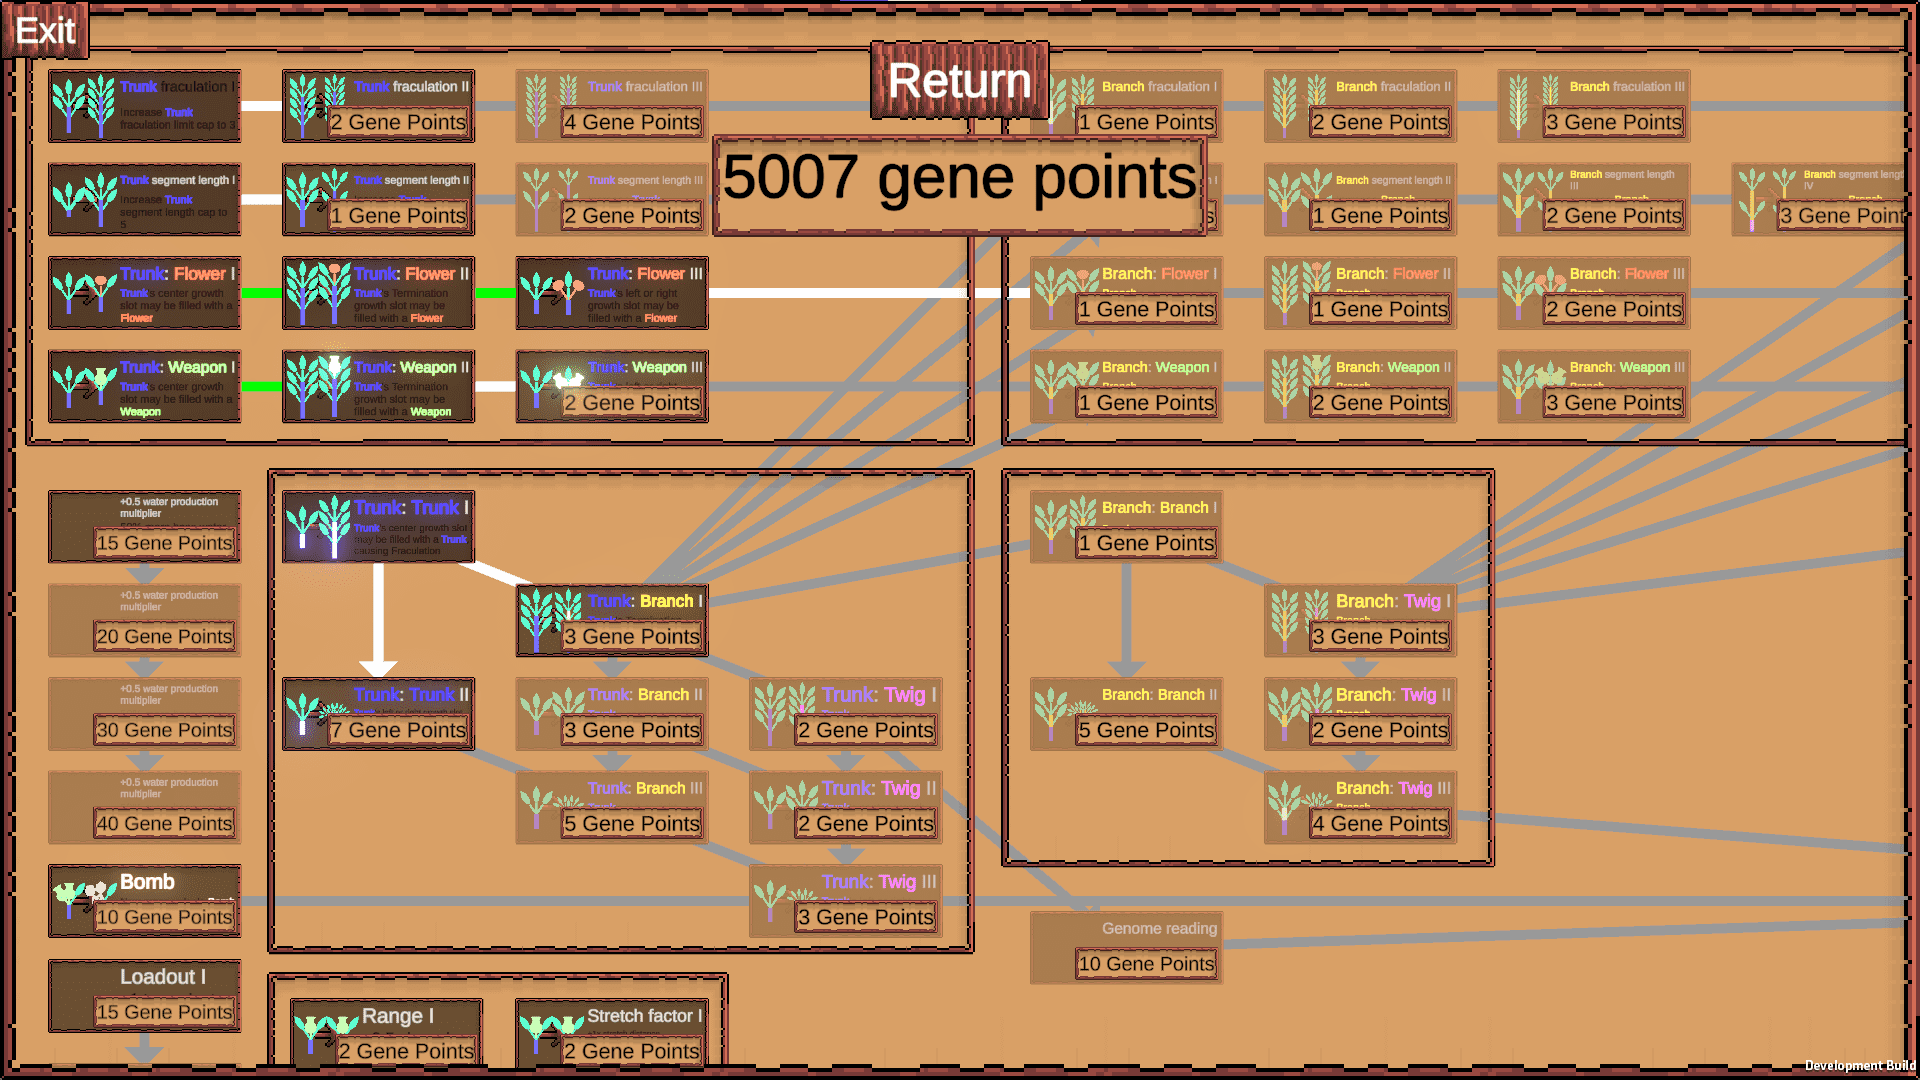 Exit
Return
5007 gene points
Trunk fraculation I
Increase Trunk
fraculation limit cap to 3
Trunk fraculation II
2 Gene Points
Trunk fraculation III
4 Gene Points
Branch fraculation I
1 Gene Points
Branch fraculation II
2 Gene Points
Branch fraculation III
3 Gene Points
Trunk segment length I
Increase Trunk
segment length cap to
5
Trunk segment length II
1 Gene Points
Trunk segment length III
2 Gene Points
Branch segment length II
1 Gene Points
Branch segment length
III
2 Gene Points
Branch segment lengt
IV
3 Gene Point
Trunk: Flower I
Trunk's center growth
slot may be filled with a
Flower
Trunk: Flower II
Trunk's Termination
growth slot may be
filled with a Flower
Trunk: Flower III
Trunk's left or right
growth slot may be
filled with a Flower
Branch: Flower I
1 Gene Points
Branch: Flower II
1 Gene Points
Branch: Flower III
2 Gene Points
Trunk: Weapon I
Trunk's center growth
slot may be filled with a
Weapon
Trunk: Weapon II
Trunk's Termination
growth slot may be
filled with a Weapon
Trunk: Weapon III
2 Gene Points
Branch: Weapon I
1 Gene Points
Branch: Weapon II
2 Gene Points
Branch: Weapon III
3 Gene Points
+0.5 water production
multiplier
15 Gene Points
+0.5 water production
multiplier
20 Gene Points
+0.5 water production
multiplier
30 Gene Points
+0.5 water production
multiplier
40 Gene Points
Bomb
10 Gene Points
Loadout I
15 Gene Points
Trunk: Trunk I
Trunk's center growth slot
may be filled with a Trunk
causing Fraculation
Trunk: Branch I
3 Gene Points
Trunk: Trunk II
7 Gene Points
Trunk: Branch II
3 Gene Points
Trunk: Twig I
2 Gene Points
Trunk: Branch III
5 Gene Points
Trunk: Twig II
2 Gene Points
Trunk: Twig III
3 Gene Points
Branch: Branch I
1 Gene Points
Branch: Twig I
3 Gene Points
Branch: Branch II
5 Gene Points
Branch: Twig II
2 Gene Points
Branch: Twig III
4 Gene Points
Genome reading
10 Gene Points
Range I
2 Gene Points
Stretch factor I
2 Gene Points
Development Build